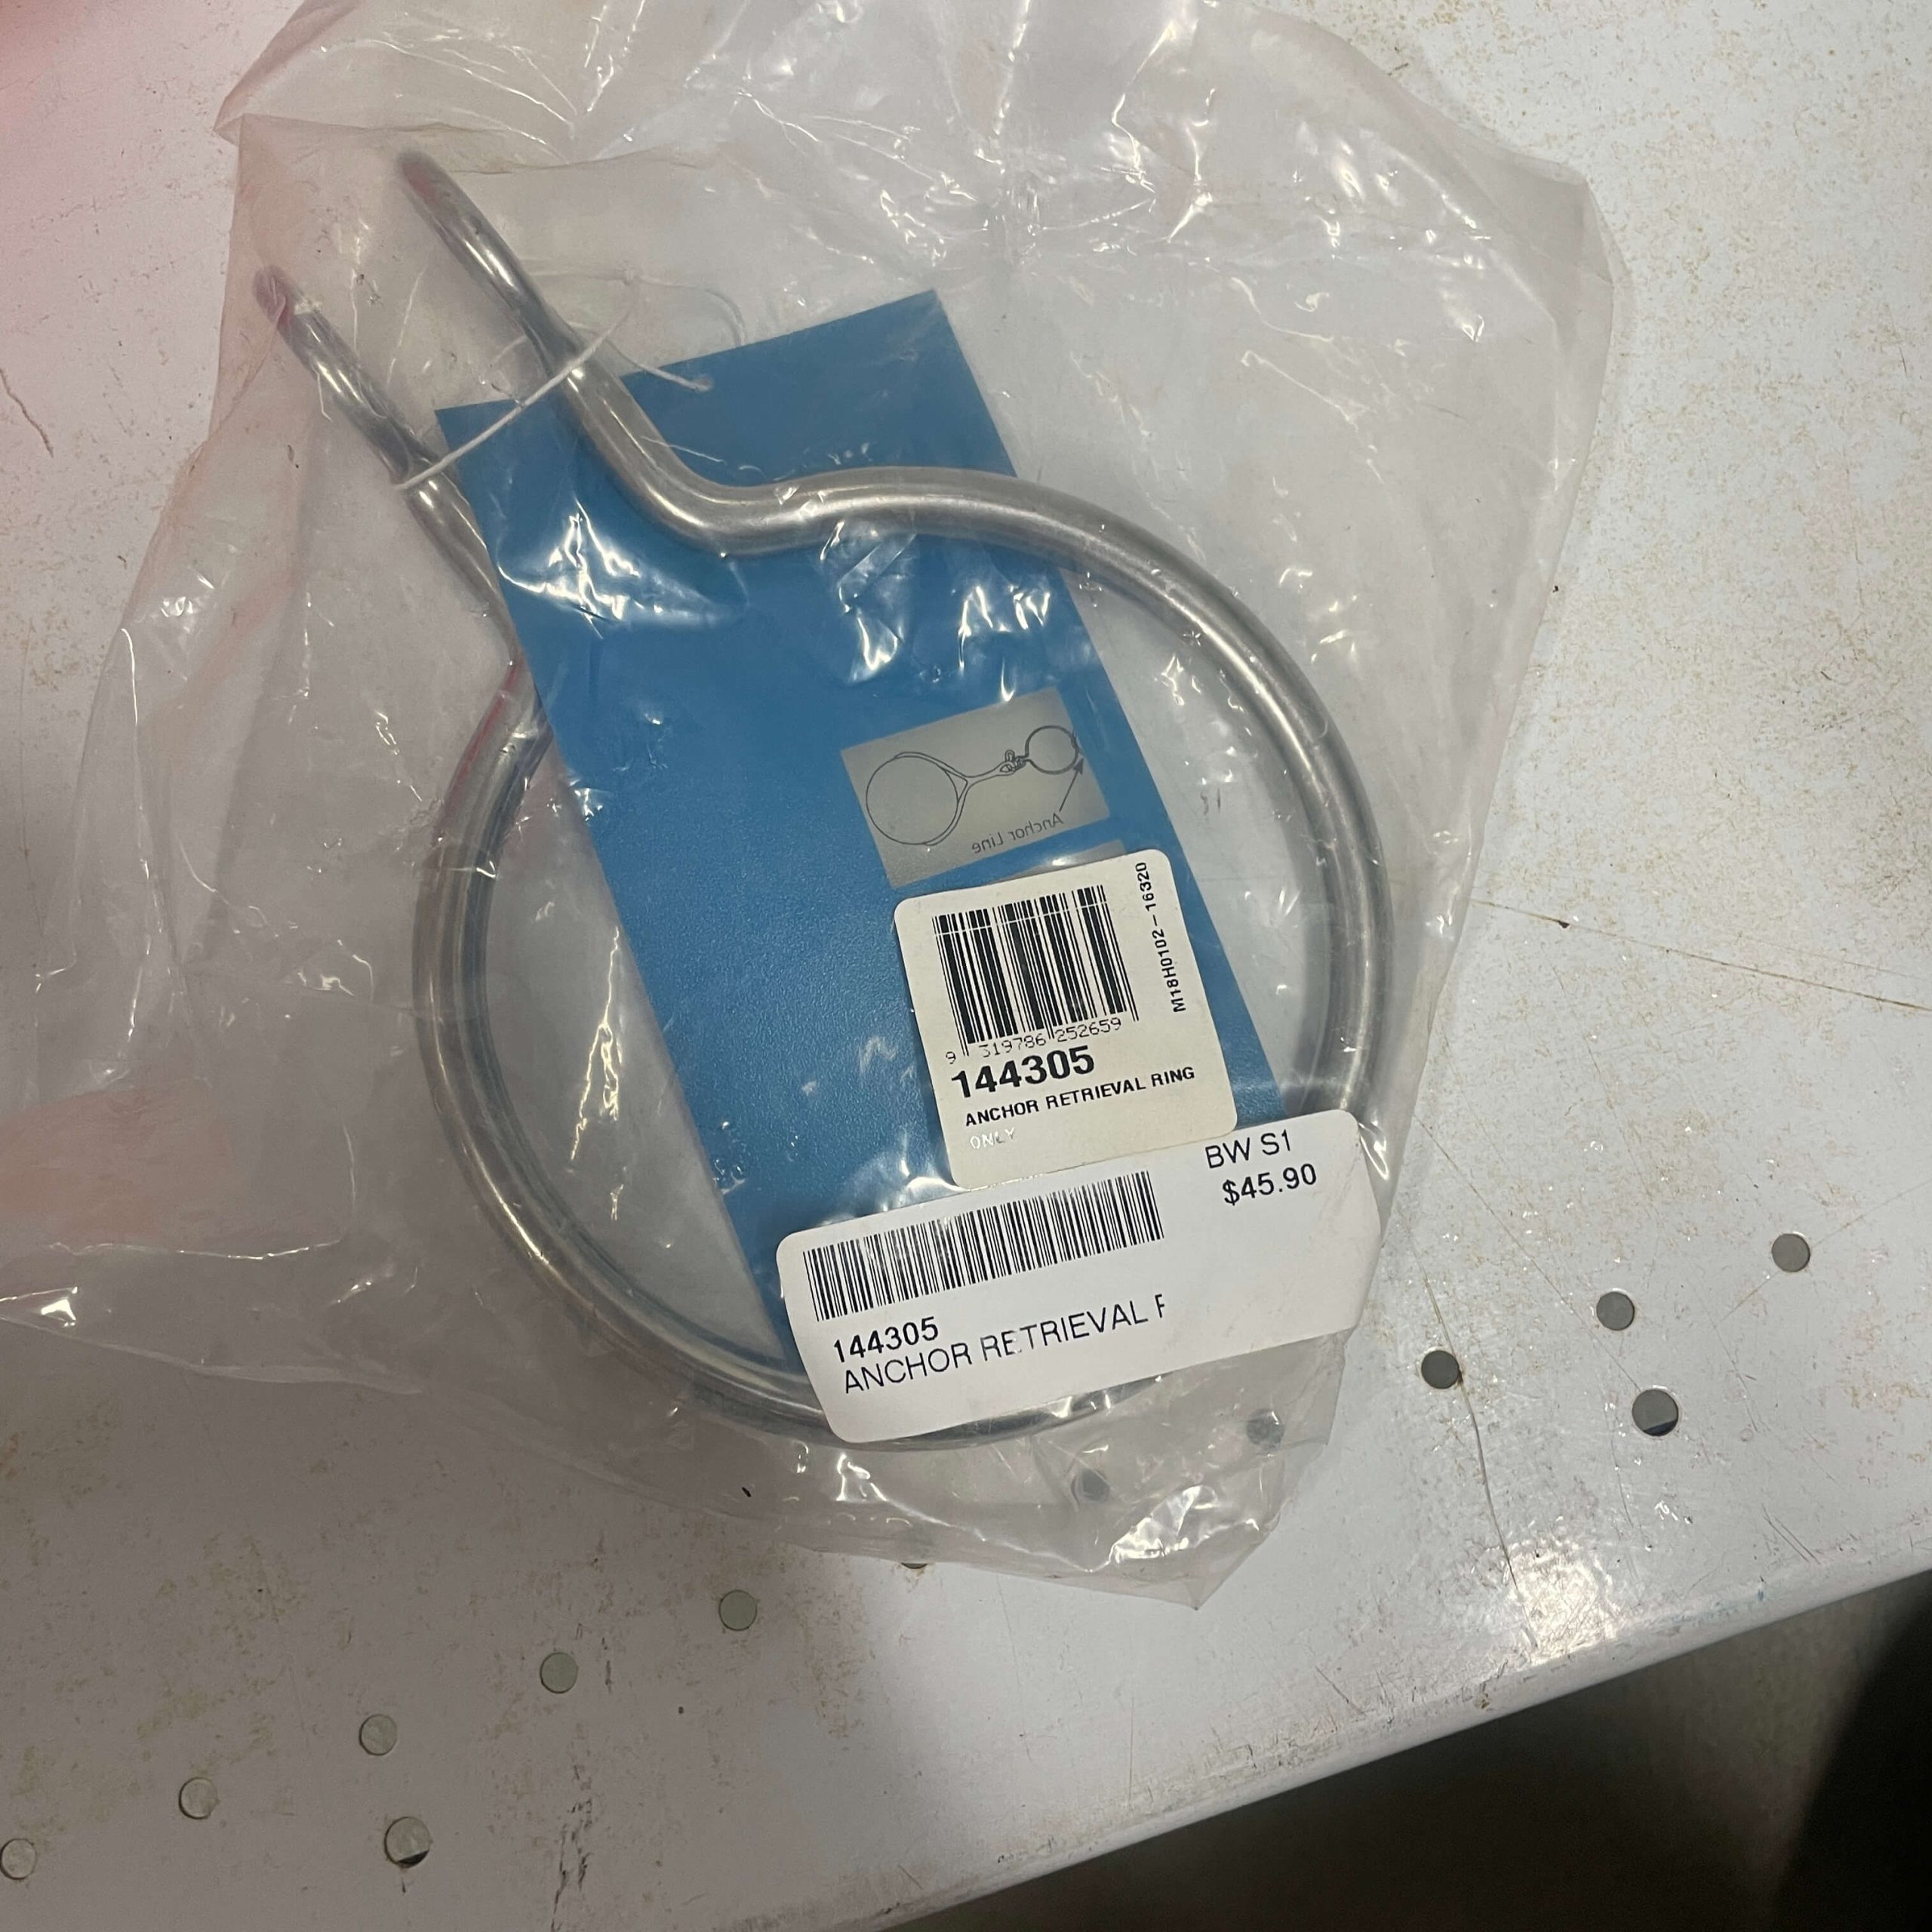 Anchor Line
M18H0102-16320
9 319786 252659
144305
ANCHOR RETRIEVAL RING
ONLY
BW S1
$45.90
144305
ANCHOR RETRIEVAL R